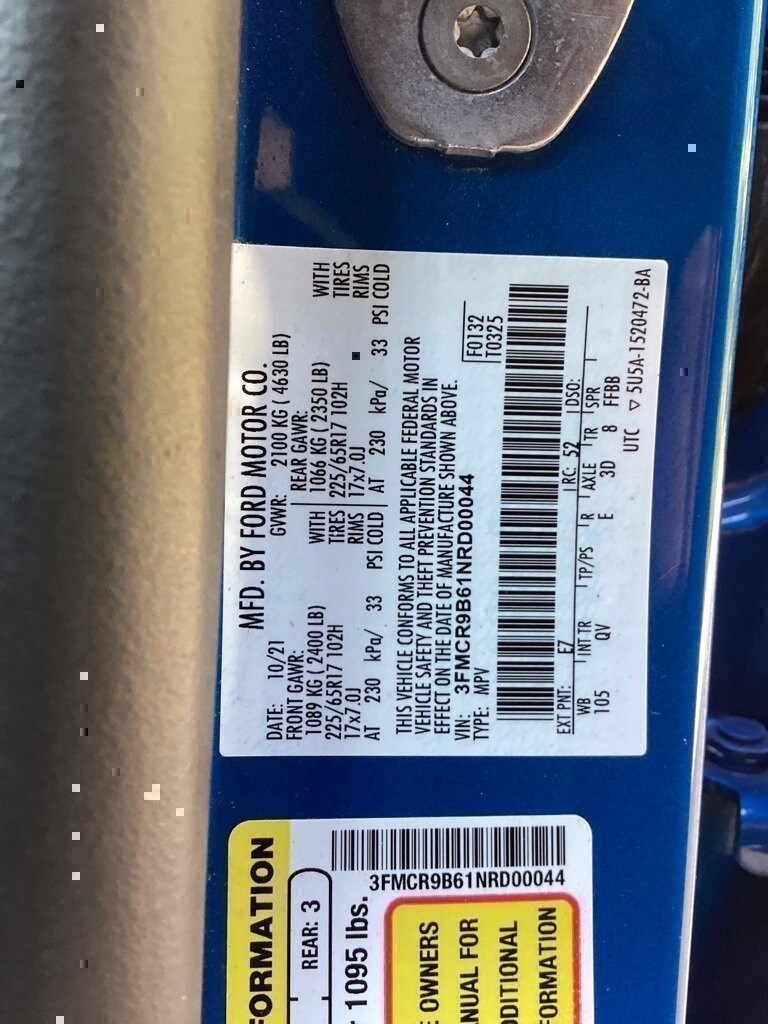 MFD. BY FORD MOTOR CO.
DATE: 10/21 GVWR: 2100 KG ( 4630 LB)
FRONT GAWR: REAR GAWR:
1089 KG ( 2400 LB) WITH 1066 KG ( 2350 LB) WITH
225/65R17 102H TIRES 225/65R17 102H TIRES
17x7.0J RIMS 17x7.0J RIMS
AT 230 kPa/ 33 PSI COLD AT 230 kPa/ 33 PSI COLD
THIS VEHICLE CONFORMS TO ALL APPLICABLE FEDERAL MOTOR
VEHICLE SAFETY AND THEFT PREVENTION STANDARDS IN
EFFECT ON THE DATE OF MANUFACTURE SHOWN ABOVE.
VIN: 3FMCR9B61NRD00044 F0132
TYPE: MPV T0325
EXT PNT: E7 RC: 52 DSO:
WB INT TR TP/PS R AXLE TR SPR
105 QV E 3D 8 FFBB
UTC ▽ 5U5A-1520472-BA
FORMATION
REAR: 3
1095 lbs.
3FMCR9B61NRD00044
E OWNERS
NUAL FOR
DDITIONAL
FORMATION